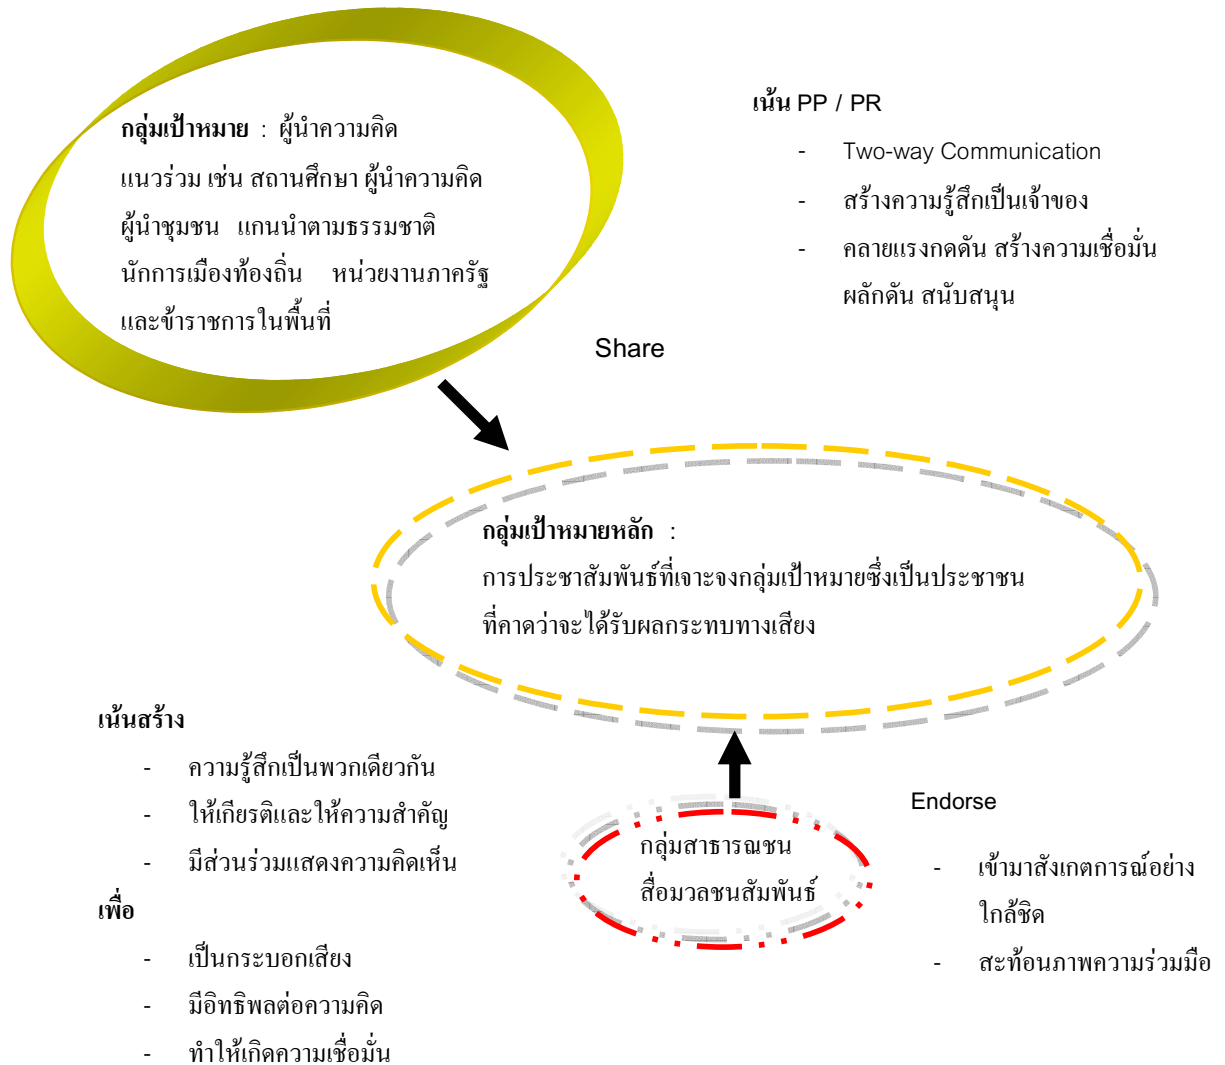 กลุ่มเป้าหมาย : ผู้นำความคิด
แนวร่วม เช่น สถานศึกษา ผู้นำความคิด
ผู้นำชุมชน แกนนำตามธรรมชาติ
นักการเมืองท้องถิ่น หน่วยงานภาครัฐ
และข้าราชการในพื้นที่
เน้น PP / PR
- Two-way Communication
- สร้างความรู้สึกเป็นเจ้าของ
- คลายแรงกดดัน สร้างความเชื่อมั่น
ผลักดัน สนับสนุน
Share
กลุ่มเป้าหมายหลัก :
การประชาสัมพันธ์ที่เจาะจงกลุ่มเป้าหมายซึ่งเป็นประชาชน
ที่คาดว่าจะได้รับผลกระทบทางเสียง
เน้นสร้าง
- ความรู้สึกเป็นพวกเดียวกัน
- ให้เกียรติและให้ความสำคัญ
- มีส่วนร่วมแสดงความคิดเห็น
เพื่อ
- เป็นกระบอกเสียง
- มีอิทธิพลต่อความคิด
- ทำให้เกิดความเชื่อมั่น
กลุ่มสาธารณชน
สื่อมวลชนสัมพันธ์
Endorse
- เข้ามาสังเกตการณ์อย่าง
ใกล้ชิด
- สะท้อนภาพความร่วมมือ